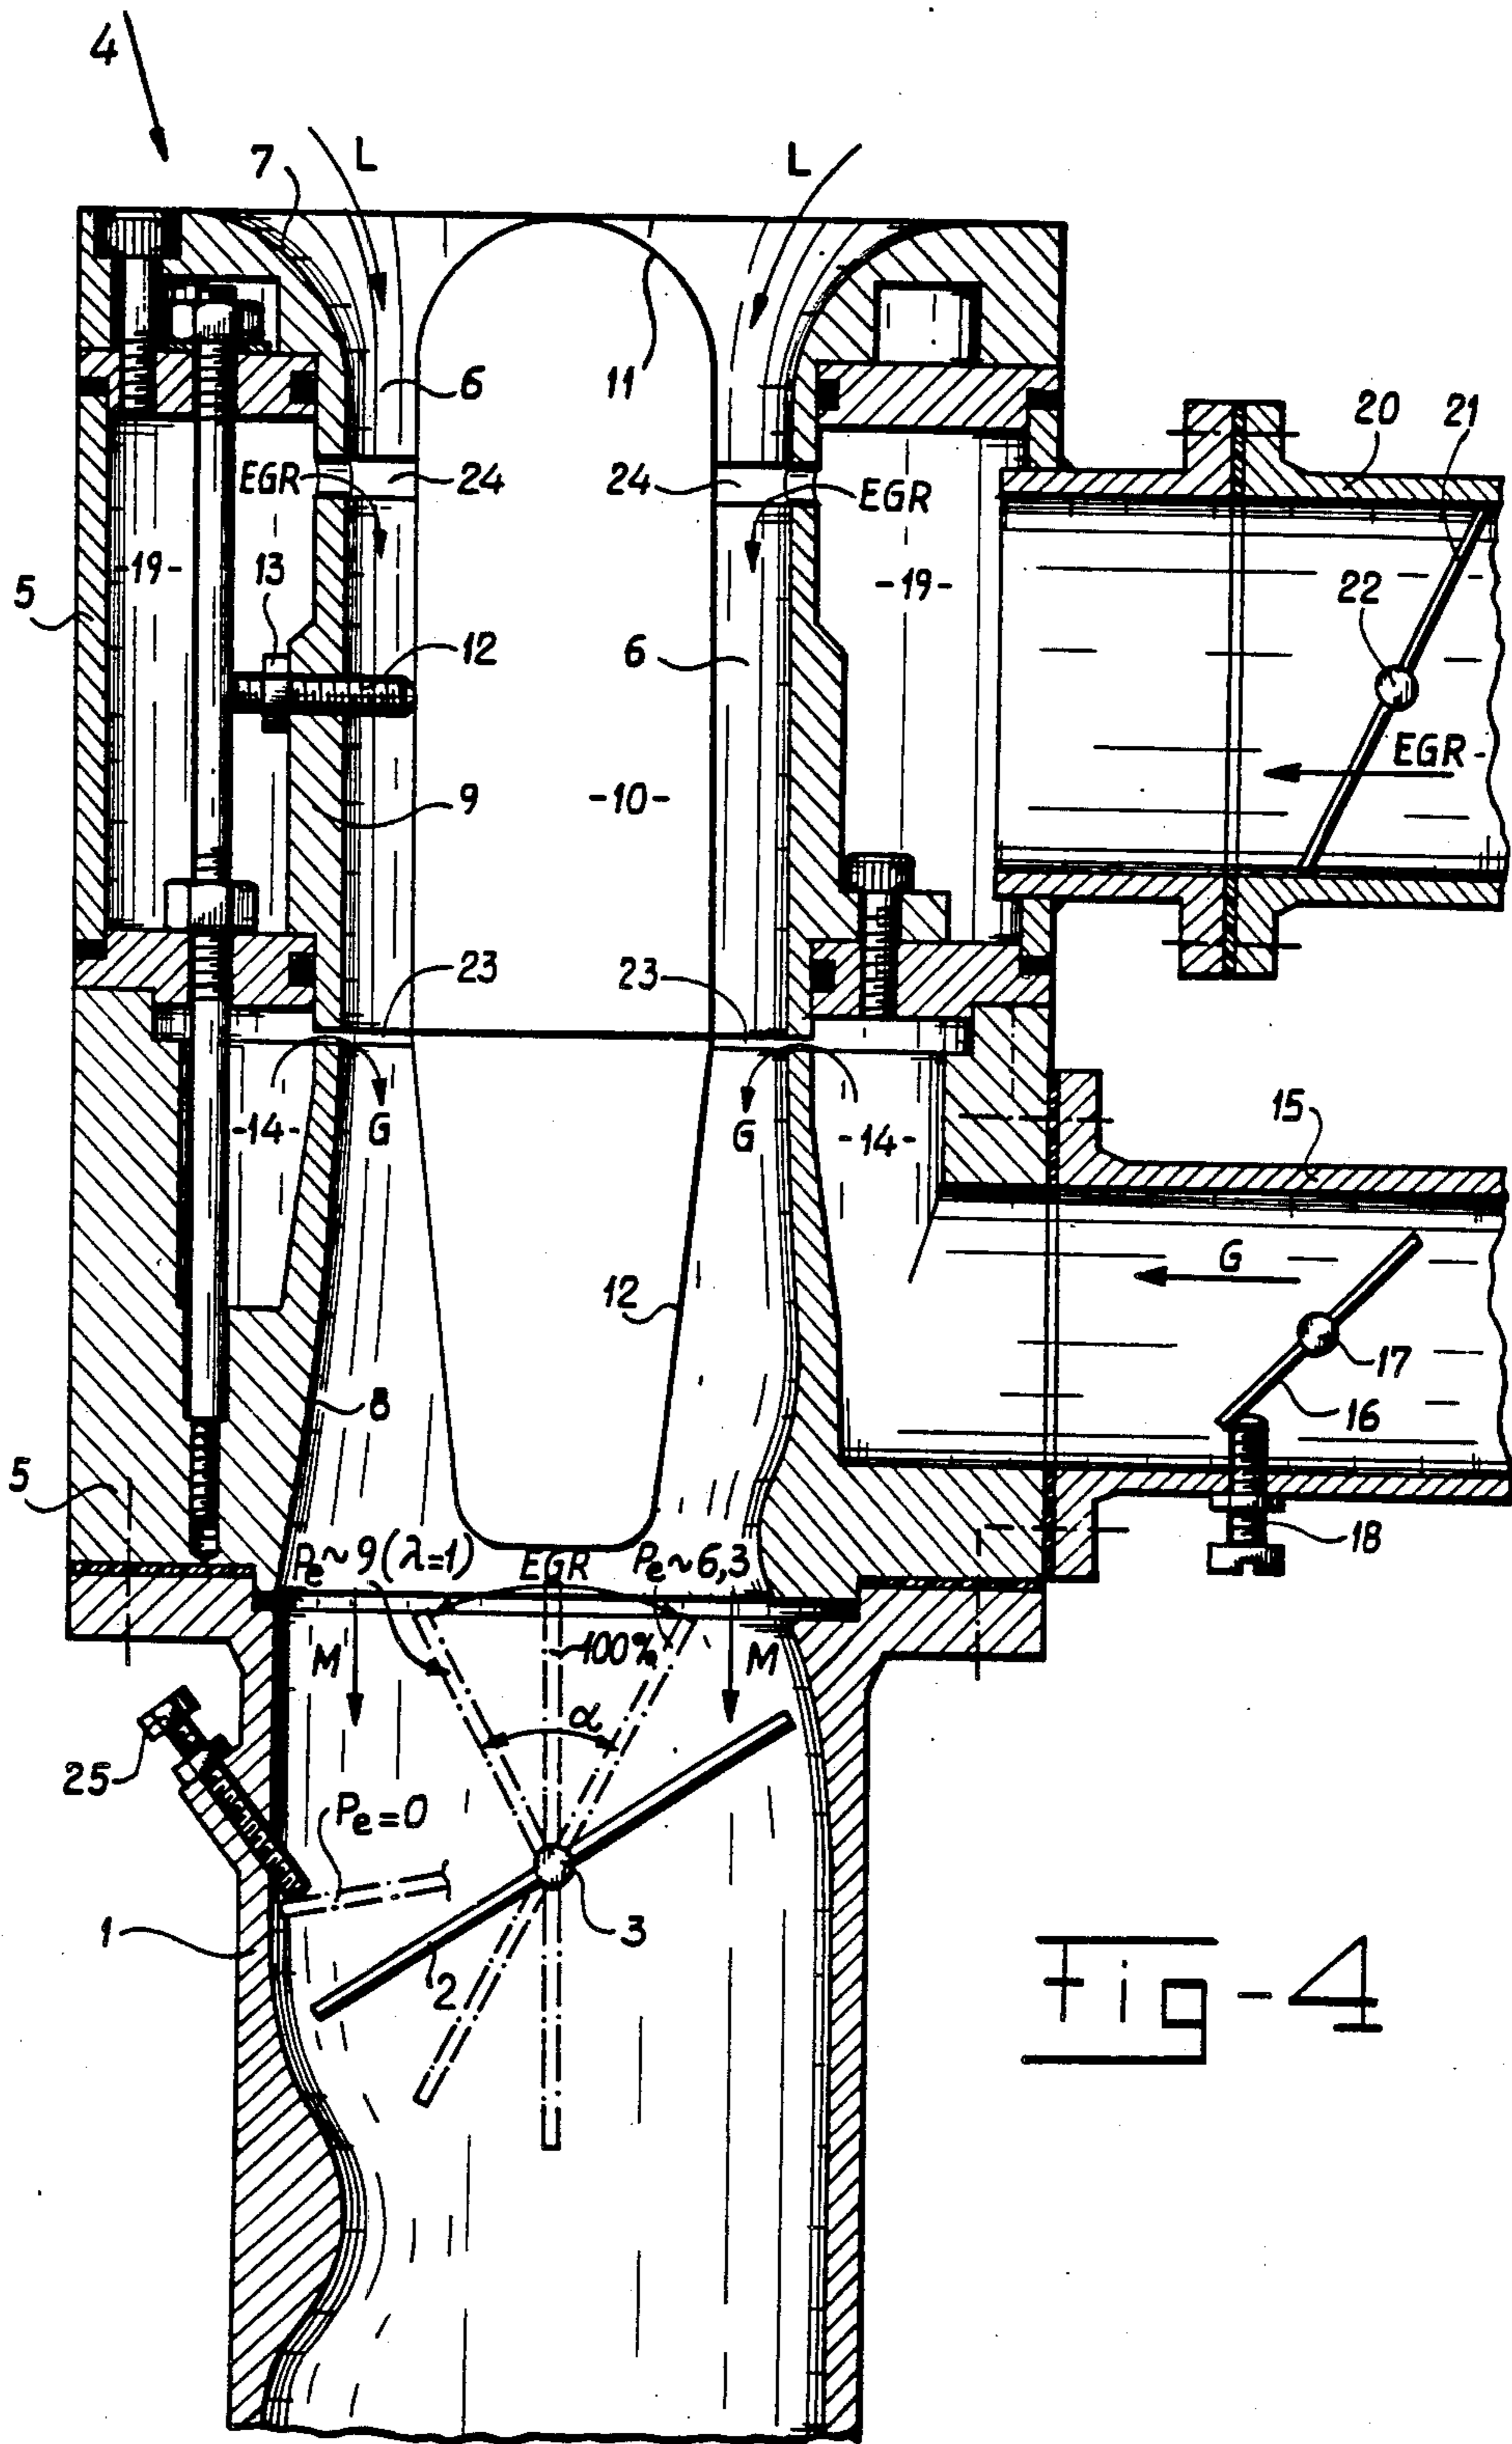 4
7 L L
6 11 6
20 21
EGR 24 24 EGR
-19- 13 -19-
5 22
12 6
EGR-
9 -10-
23 23
-14- G G -14- 15
12 G
17
8 16
5 18
Pe~9(λ=1) EGR Pe~6,3
M 100% M
α
25
Pe=0
1 2 3
Fig-4